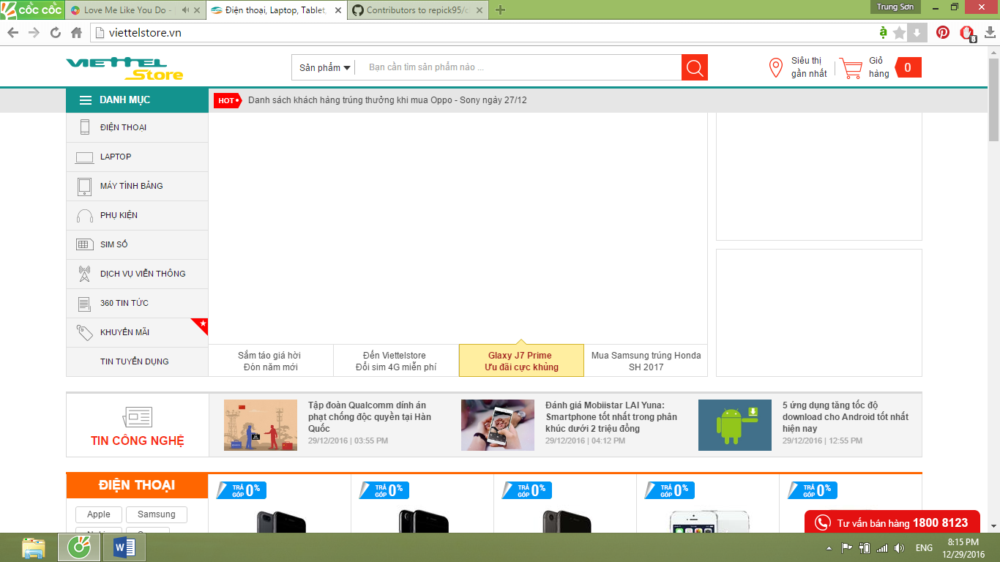 cốc cốc
Love Me Like You Do -
Điện thoại, Laptop, Tablet,
Contributors to repick95/
Trung Sơn
viettelstore.vn
8
VIETTEL
Store
Sản phẩm
Bạn cần tìm sản phẩm nào ...
Siêu thị
gần nhất
Giỏ
hàng
0
DANH MỤC
HOT
Danh sách khách hàng trúng thưởng khi mua Oppo - Sony ngày 27/12
ĐIỆN THOẠI
LAPTOP
MÁY TÍNH BẢNG
PHỤ KIỆN
SIM SỐ
DỊCH VỤ VIỄN THÔNG
360 TIN TỨC
KHUYẾN MÃI
TIN TUYỂN DỤNG
Sắm táo giá hời
Đón năm mới
Đến Viettelstore
Đổi sim 4G miễn phí
Glaxy J7 Prime
Ưu đãi cực khủng
Mua Samsung trúng Honda
SH 2017
TIN CÔNG NGHỆ
Tập đoàn Qualcomm dính án
phạt chống độc quyền tại Hàn
Quốc
29/12/2016 | 03:55 PM
Đánh giá Mobiistar LAI Yuna:
Smartphone tốt nhất trong phân
khúc dưới 2 triệu đồng
29/12/2016 | 04:12 PM
5 ứng dụng tăng tốc độ
download cho Android tốt nhất
hiện nay
29/12/2016 | 12:55 PM
ĐIỆN THOẠI
Apple
Samsung
TRẢ GÓP 0%
TRẢ GÓP 0%
TRẢ GÓP 0%
TRẢ GÓP 0%
TRẢ GÓP 0%
Tư vấn bán hàng 1800 8123
ENG
8:15 PM
12/29/2016